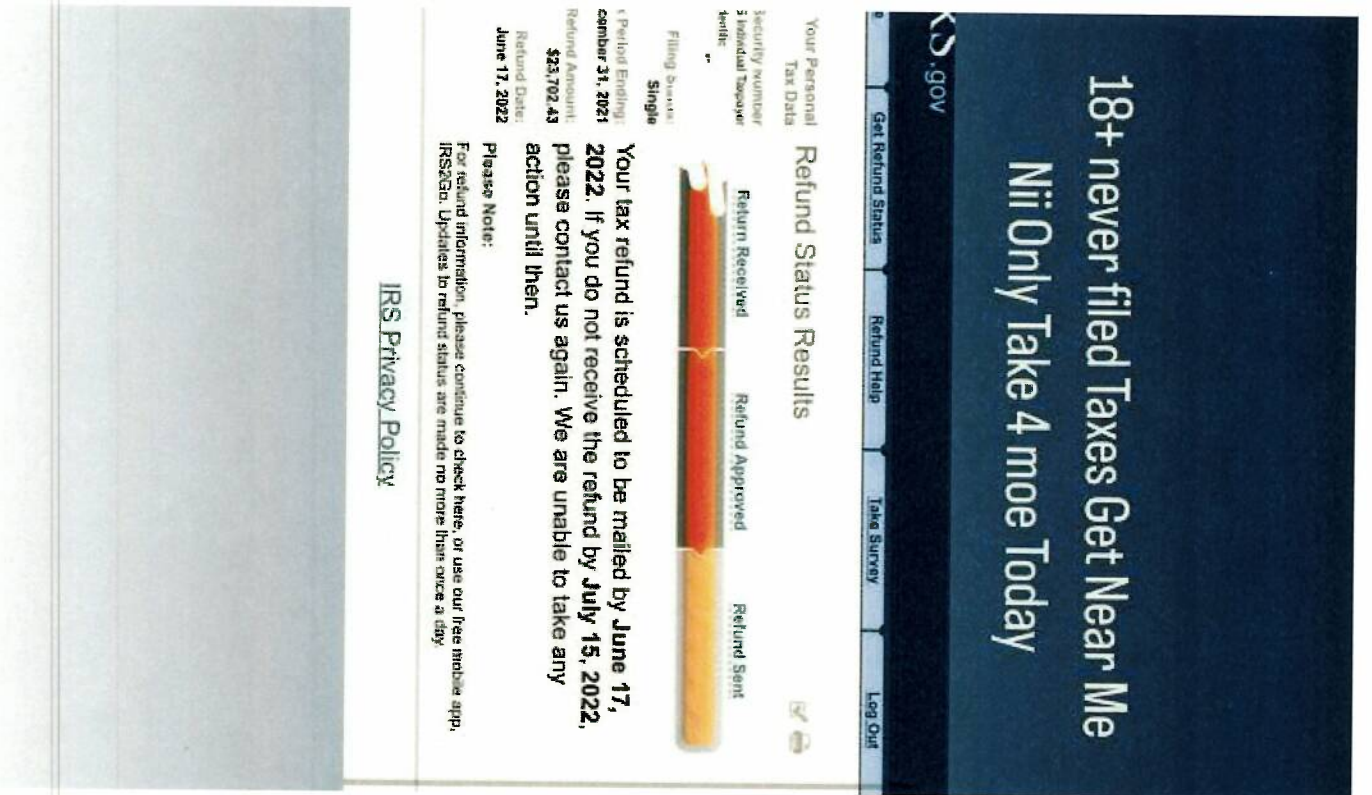 18+ never filed Taxes Get Near Me
Nii Only Take 4 moe Today
.gov
Get Refund Status
Refund Help
Take Survey
Log Out
Your Personal
Tax Data
Refund Status Results
Security Number
Individual Taxpayer
Return Received
Refund Approved
Refund Sent
Filing
Single
Period Ending:
cember 31, 2021
Refund Amount:
$23,702.43
Refund Date:
June 17, 2022
Your tax refund is scheduled to be mailed by June 17,
2022. If you do not receive the refund by July 15, 2022,
please contact us again. We are unable to take any
action until then.
Please Note:
For refund information, please continue to check here, or use our free mobile app,
IRS2Go. Updates to refund status are made no more than once a day.
IRS Privacy Policy